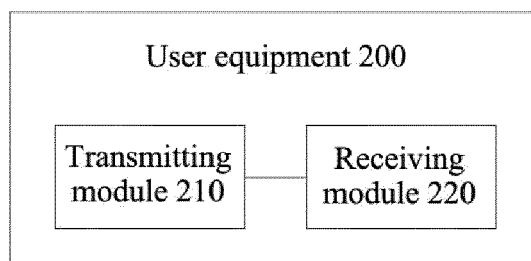 User equipment 200
Transmitting
module 210
Receiving
module 220